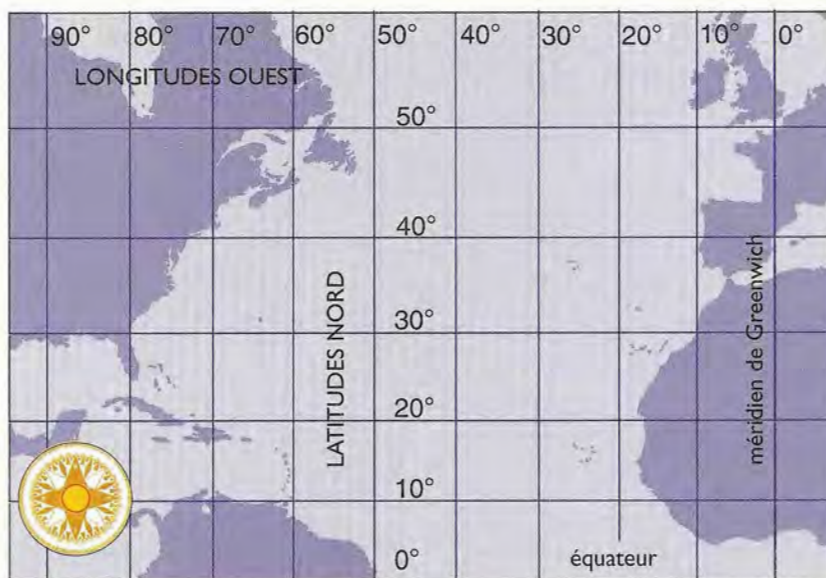 90° 80° 70° 60° 50° 40° 30° 20° 10° 0°
LONGITUDES OUEST
50°
40°
LATITUDES NORD
méridien de Greenwich
30°
20°
10°
0°
équateur